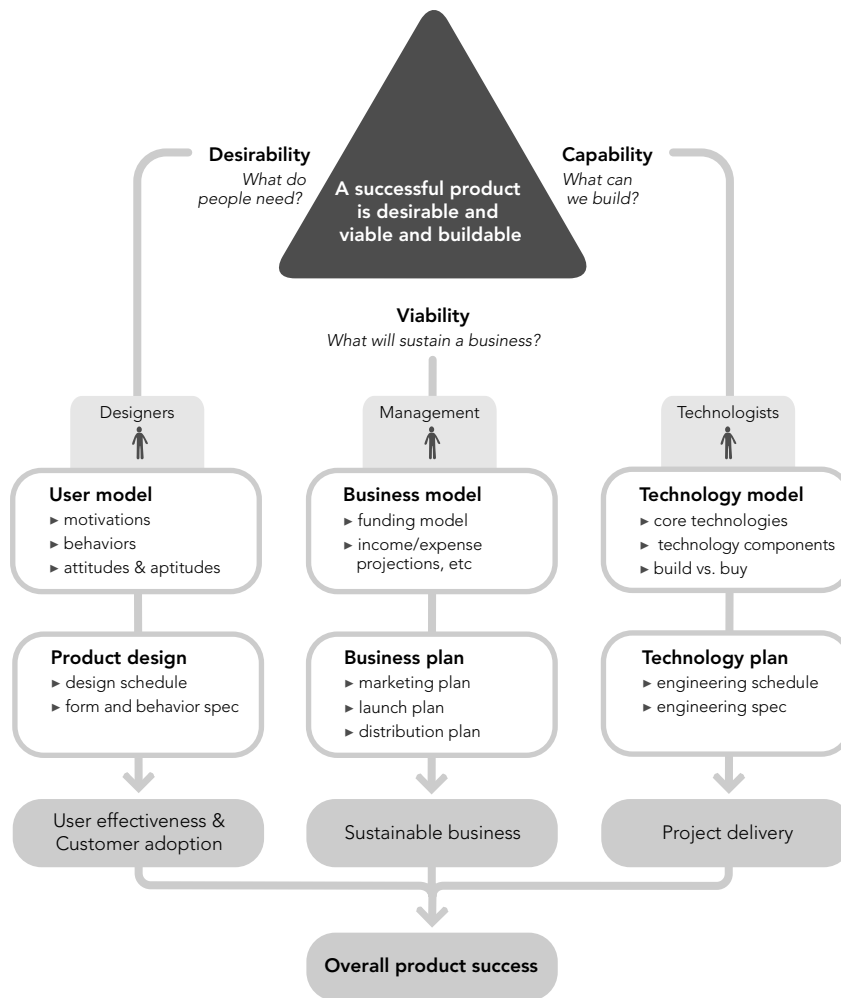 Desirability
What do
people need?
A successful product
is desirable and
viable and buildable
Capability
What can
we build?
Viability
What will sustain a business?
Designers
User model
► motivations
► behaviors
► attitudes & aptitudes
Product design
► design schedule
► form and behavior spec
User effectiveness &
Customer adoption
Management
Business model
► funding model
► income/expense
projections, etc
Business plan
► marketing plan
► launch plan
► distribution plan
Sustainable business
Technologists
Technology model
► core technologies
► technology components
► build vs. buy
Technology plan
► engineering schedule
► engineering spec
Project delivery
Overall product success